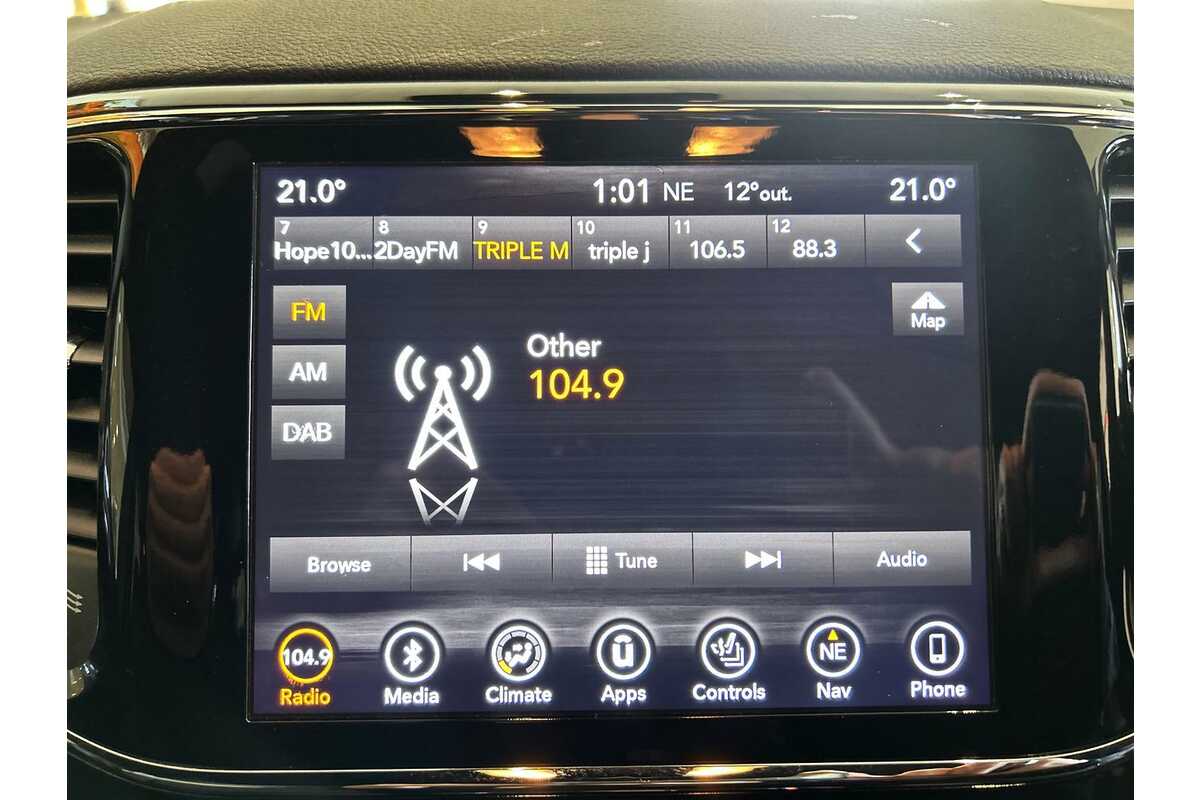 21.0° 1:01 NE 12°out. 21.0°
7 8 9 10 11 12
Hope10... 2DayFM TRIPLE M triple j 106.5 88.3
FM
Map
AM
Other
104.9
DAB
Browse Tune Audio
104.9 NE
Radio Media Climate Apps Controls Nav Phone